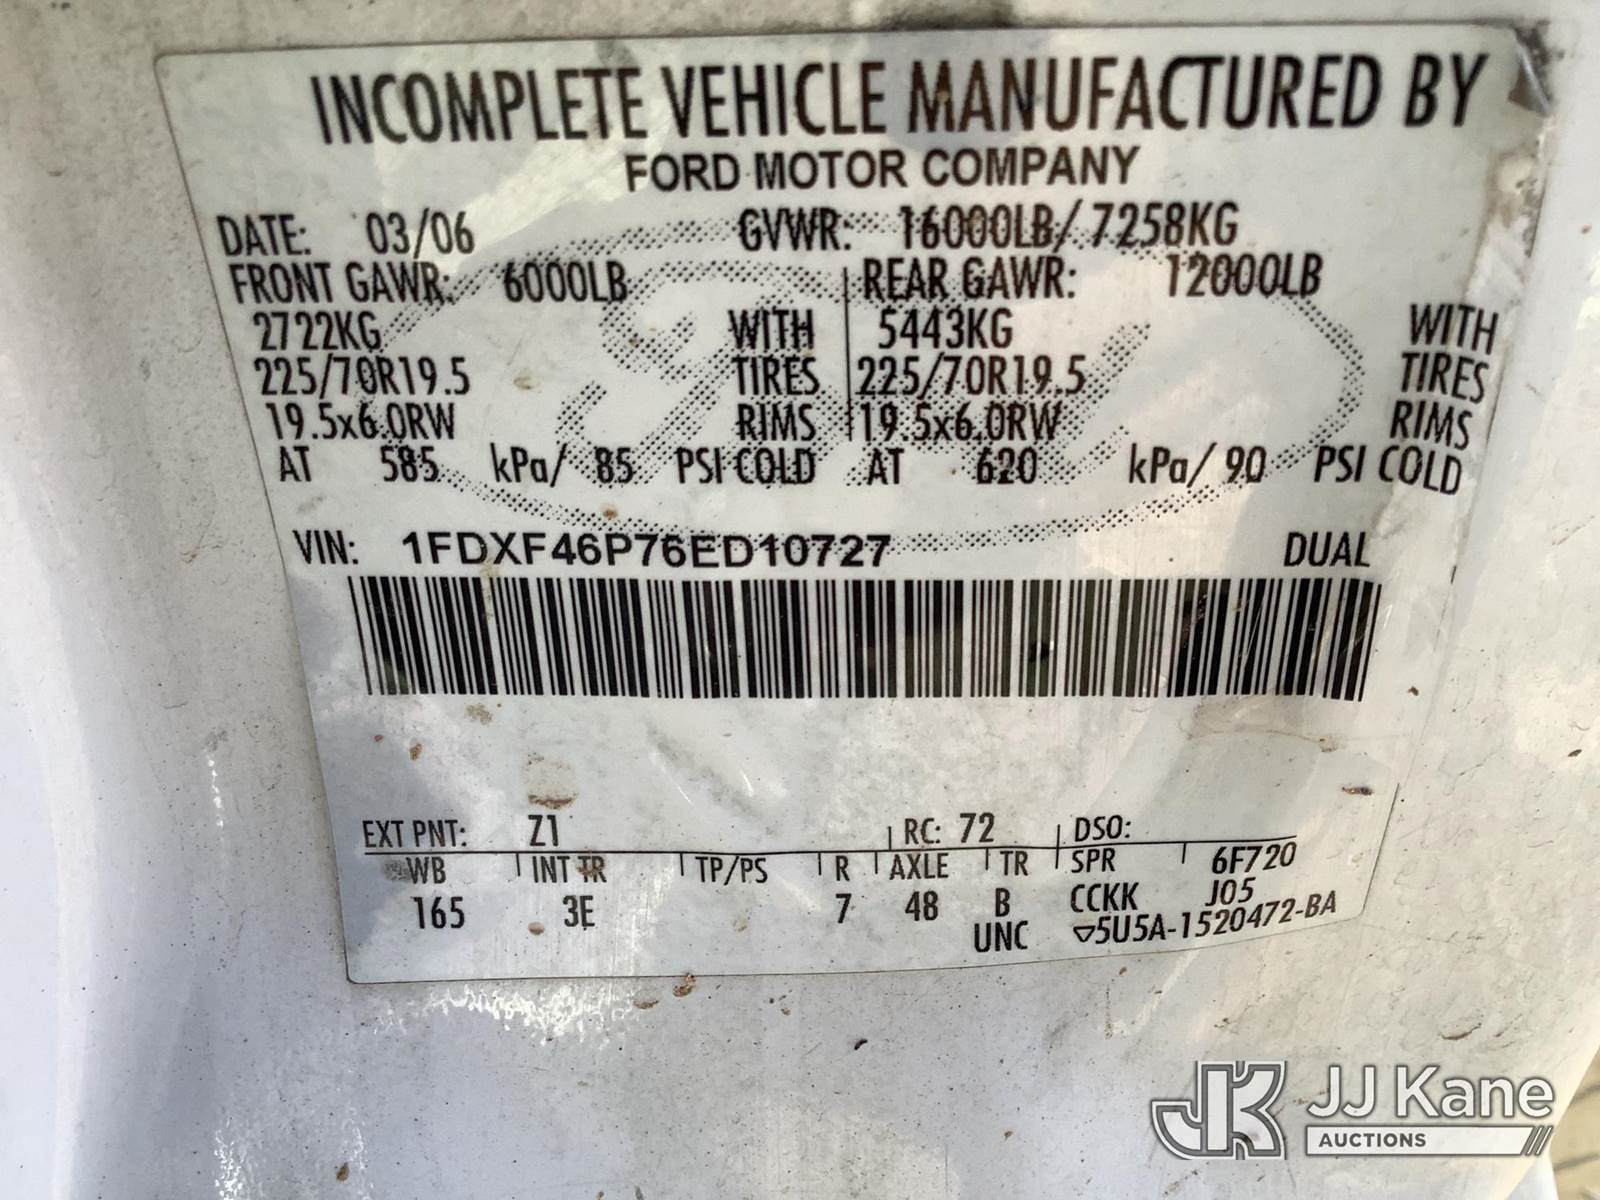 INCOMPLETE VEHICLE MANUFACTURED BY
FORD MOTOR COMPANY
DATE: 03/06 GVWR: 16000LB/ 7258KG
FRONT GAWR: 6000LB REAR GAWR: 12000LB
2722KG WITH 5443KG WITH
225/70R19.5 TIRES 225/70R19.5 TIRES
19.5x6.0RW RIMS 19.5x6.0RW RIMS
AT 585 kPa/ 85 PSI COLD AT 620 kPa/ 90 PSI COLD
VIN: 1FDXF46P76ED10727 DUAL
EXT PNT: Z1 RC: 72 DSO:
WB INT TR TP/PS R AXLE TR SPR 6F720
165 3E 7 48 B CCKK J05
UNC ▽5U5A-1520472-BA
JK JJ Kane
AUCTIONS